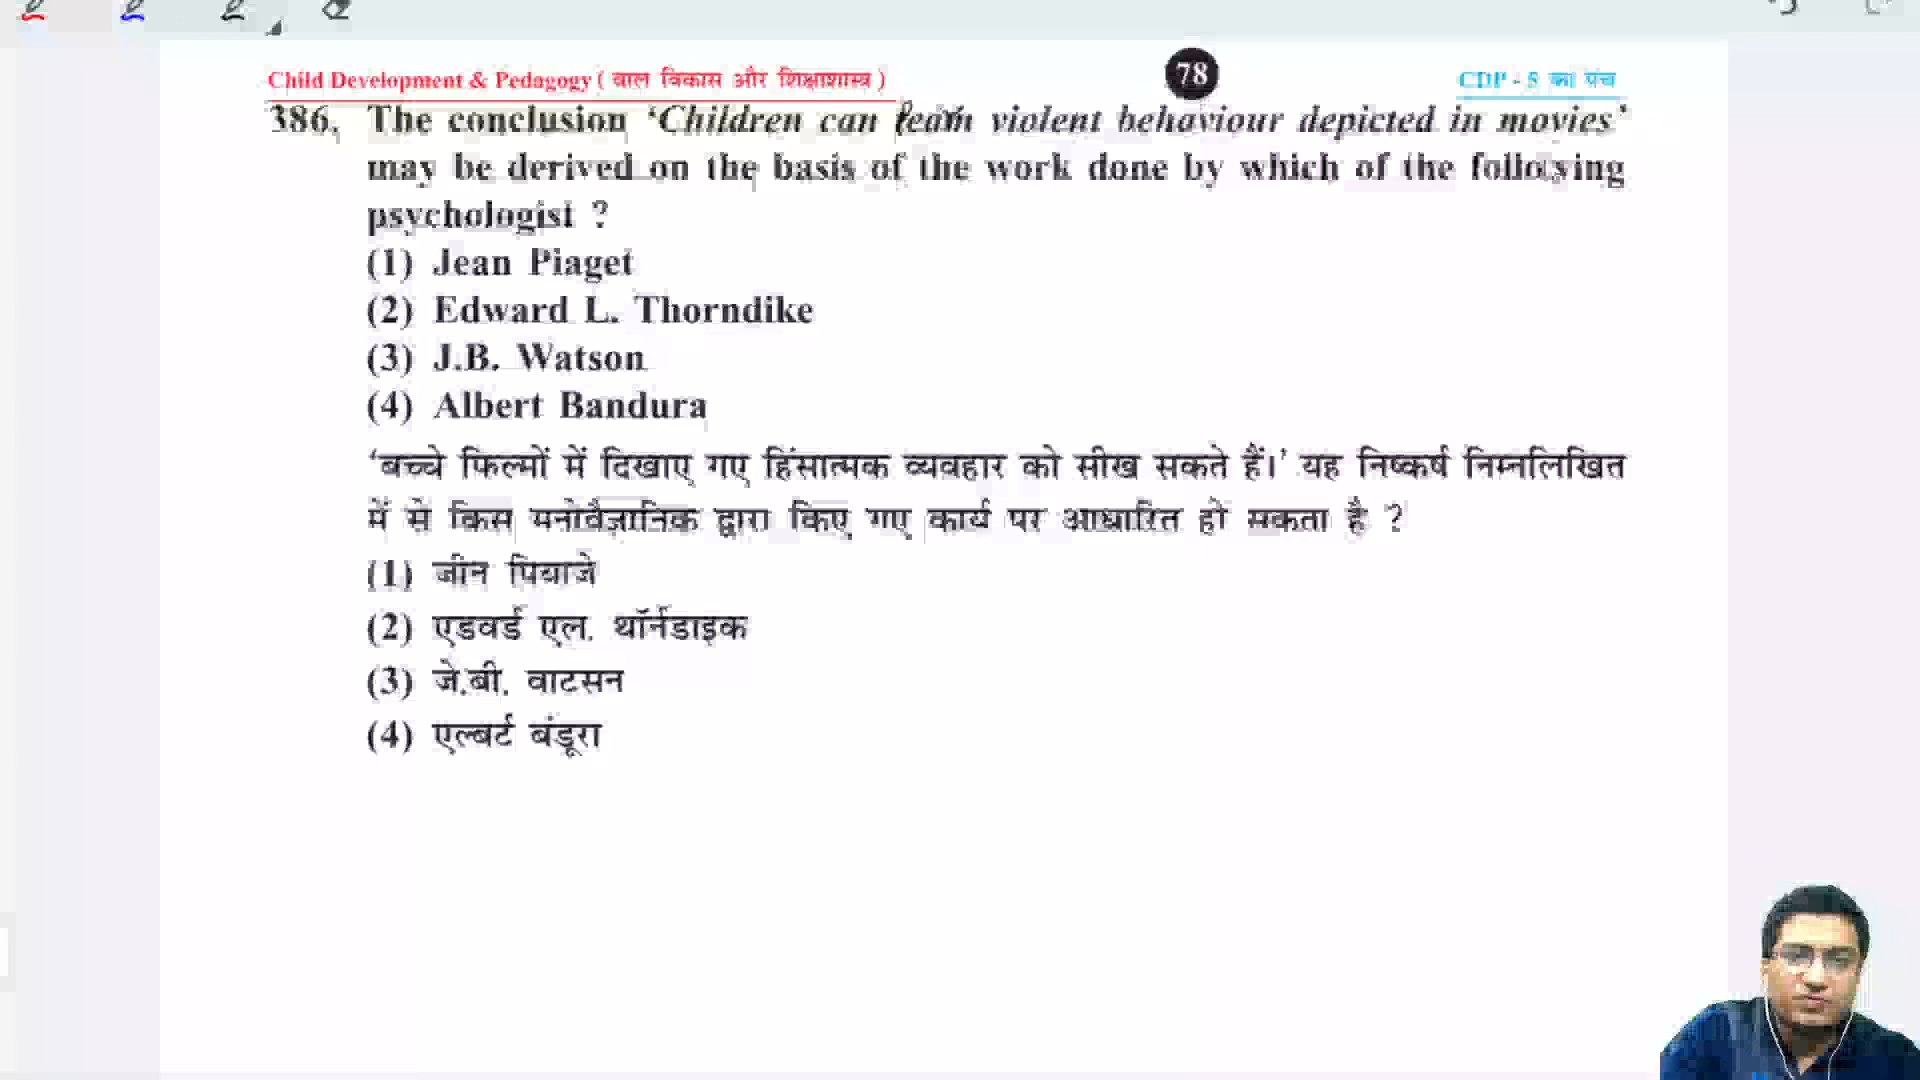 Child Development & Pedagogy ( बाल विकास और शिक्षाशास्त्र )
78
CDP - 5 का पंच
386. The conclusion ‘Children can learn violent behaviour depicted in movies’
may be derived on the basis of the work done by which of the following
psychologist ?
(1) Jean Piaget
(2) Edward L. Thorndike
(3) J.B. Watson
(4) Albert Bandura
‘बच्चे फिल्मों में दिखाए गए हिंसात्मक व्यवहार को सीख सकते हैं।’ यह निष्कर्ष निम्नलिखित
में से किस मनोवैज्ञानिक द्वारा किए गए कार्य पर आधारित हो सकता है ?
(1) जीन पियाजे
(2) एडवर्ड एल. थॉर्नडाइक
(3) जे.बी. वाटसन
(4) एल्बर्ट बंडूरा